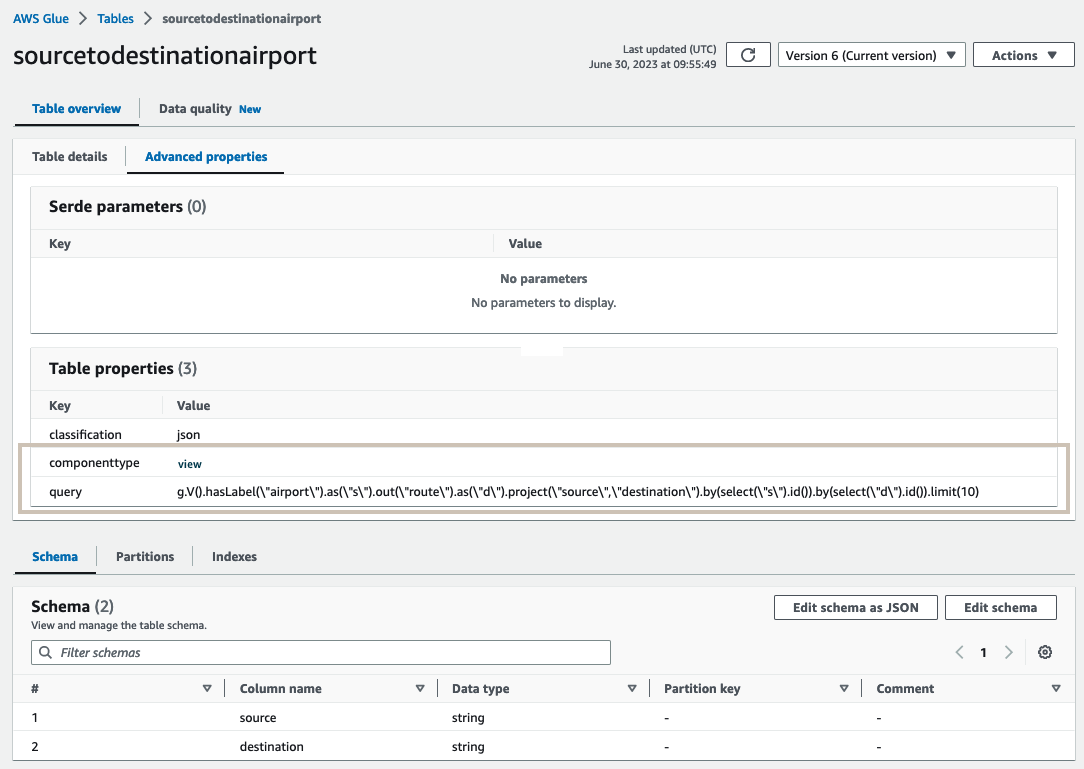 AWS Glue > Tables > sourcetodestinationairport
sourcetodestinationairport
Last updated (UTC)
June 30, 2023 at 09:55:49
Version 6 (Current version)
Actions
Table overview
Data quality New
Table details
Advanced properties
Serde parameters (0)
Key Value
No parameters
No parameters to display.
Table properties (3)
Key Value
classification json
componenttype view
query g.V().hasLabel(\"airport\").as(\"s\").out(\"route\").as(\"d\").project(\"source\",\"destination\").by(select(\"s\").id()).by(select(\"d\").id()).limit(10)
Schema Partitions Indexes
Schema (2)
View and manage the table schema.
Edit schema as JSON
Edit schema
Filter schemas
< 1 >
# Column name Data type Partition key Comment
1 source string - -
2 destination string - -